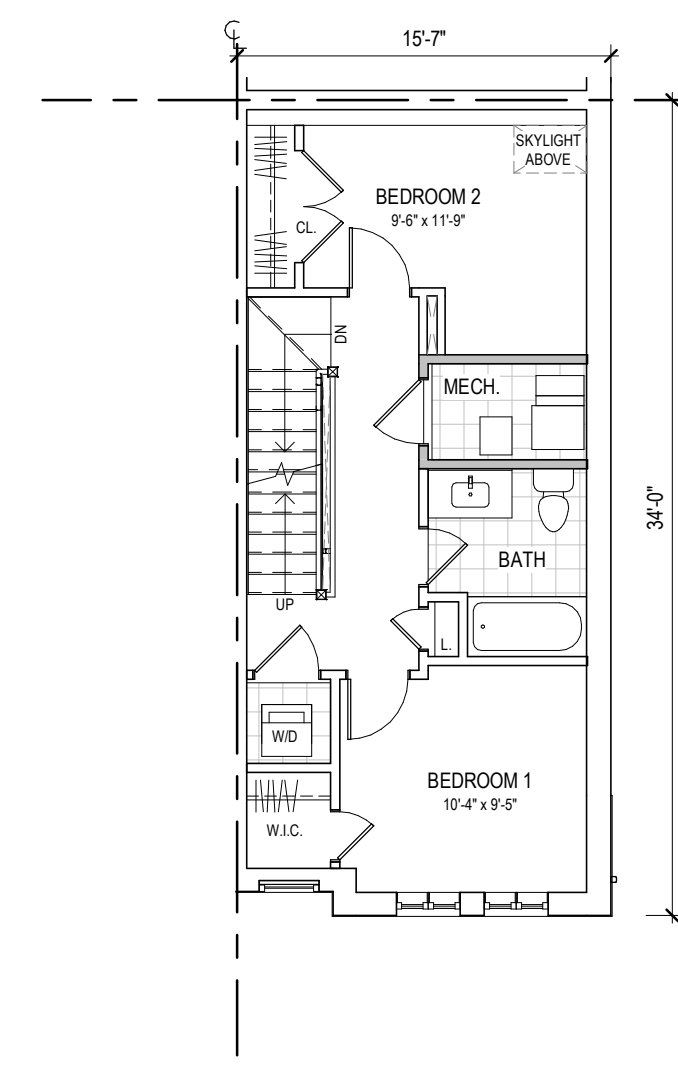 ℄
15'-7"
SKYLIGHT
ABOVE
BEDROOM 2
9'-6" x 11'-9"
CL.
DN
MECH.
34'-0"
BATH
UP
L.
W/D
BEDROOM 1
10'-4" x 9'-5"
W.I.C.